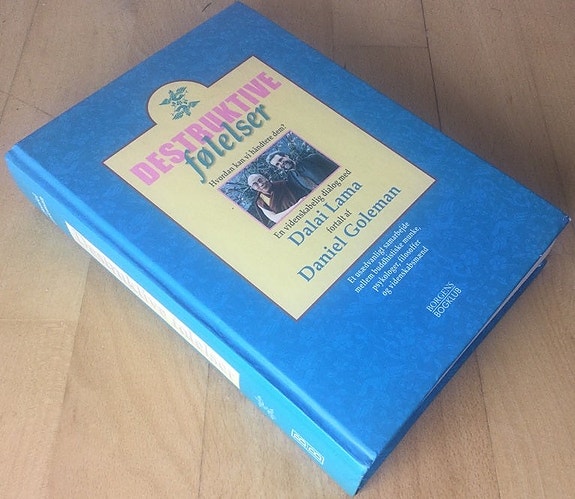 DESTRUKTIVE
følelser
Hvordan kan vi håndtere dem?
En videnskabelig dialog med
Dalai Lama
fortalt af
Daniel Goleman
Et usædvanligt samarbejde
mellem buddhistiske munke,
psykologer, filosoffer
og videnskabsmænd
BORGENS
BOGKLUB